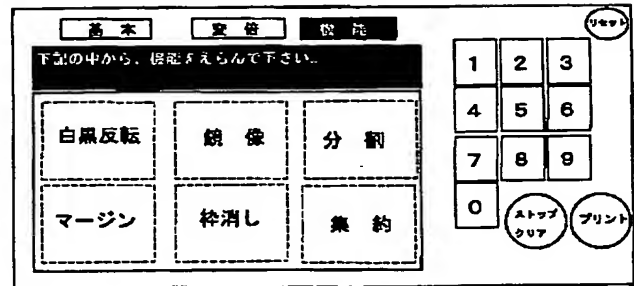 基本 変倍 機能
リセット
下記の中から、機能をえらんで下さい。
1 2 3
白黒反転 鏡像 分割
4 5 6
7 8 9
マージン 枠消し 集約
0 ストップ
クリア プリント